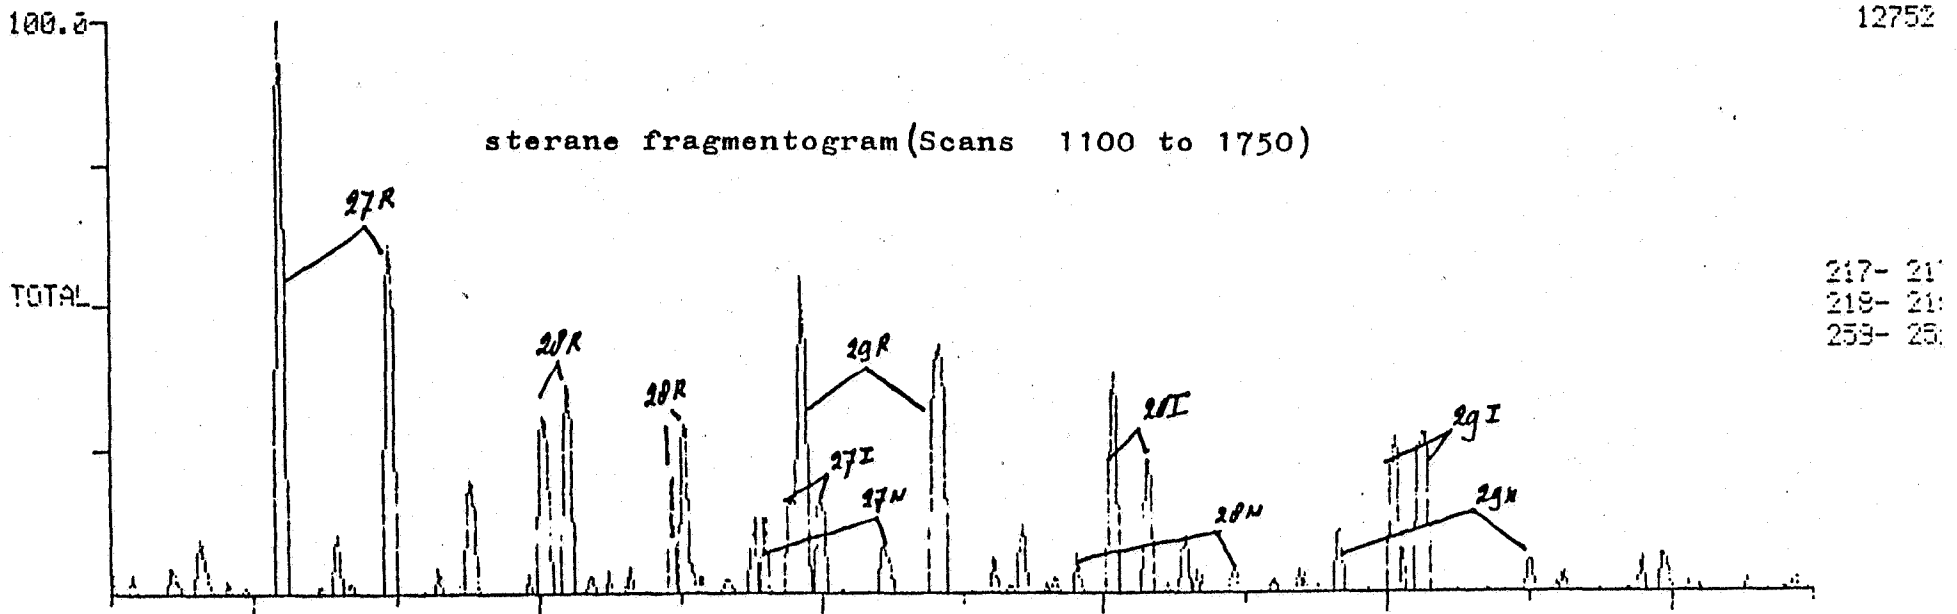 100.0
12752
sterane fragmentogram (Scans 1100 to 1750)
27R
TOTAL
217- 21
218- 21
259- 25
28R
28R
29R
27I
27N
28I
28N
29I
29N